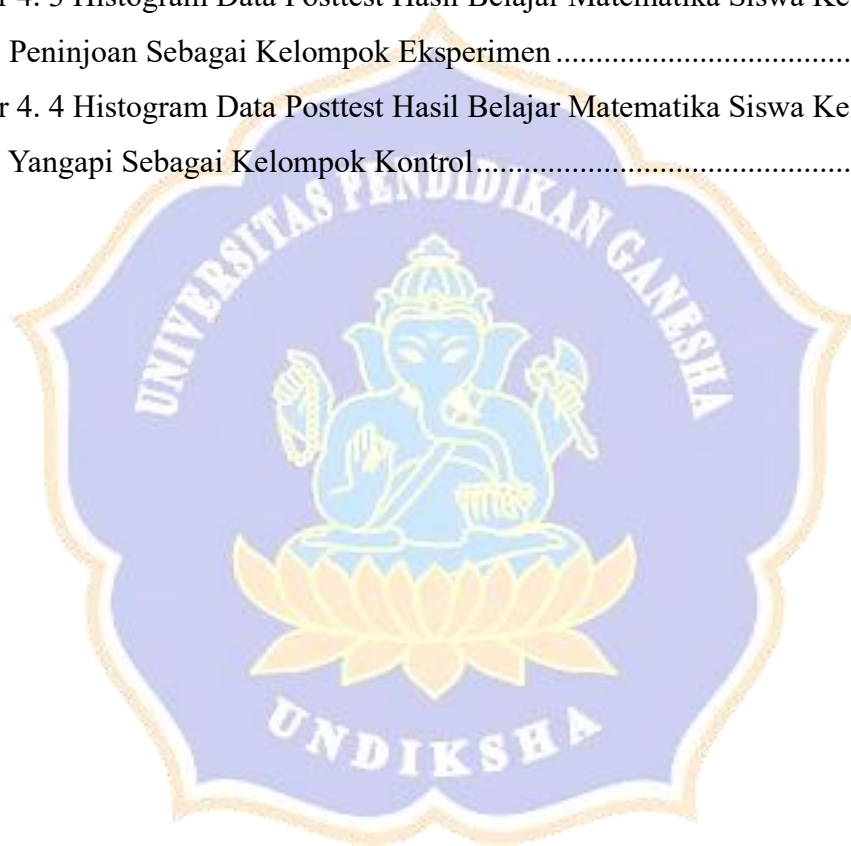 r 4. 3 Histogram Data Posttest Hasil Belajar Matematika Siswa Ke
Peninjoan Sebagai Kelompok Eksperimen ...................................
r 4. 4 Histogram Data Posttest Hasil Belajar Matematika Siswa Ke
Yangapi Sebagai Kelompok Kontrol............................................
UNIVERSITAS PENDIDIKAN GANESHA
UNDIKSHA